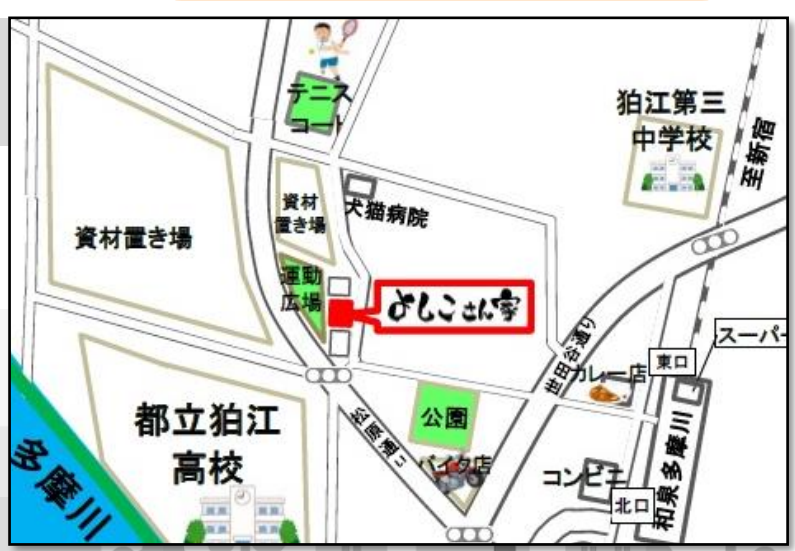 テニス
コート
狛江第三
中学校
至新宿
資材
置き場
犬猫病院
資材置き場
運動
広場
よしこさん家
世田谷通り
スーパー
カレー店
東口
都立狛江
高校
公園
松原通り
バイク店
コンビニ
北口
和泉多摩川
多摩川